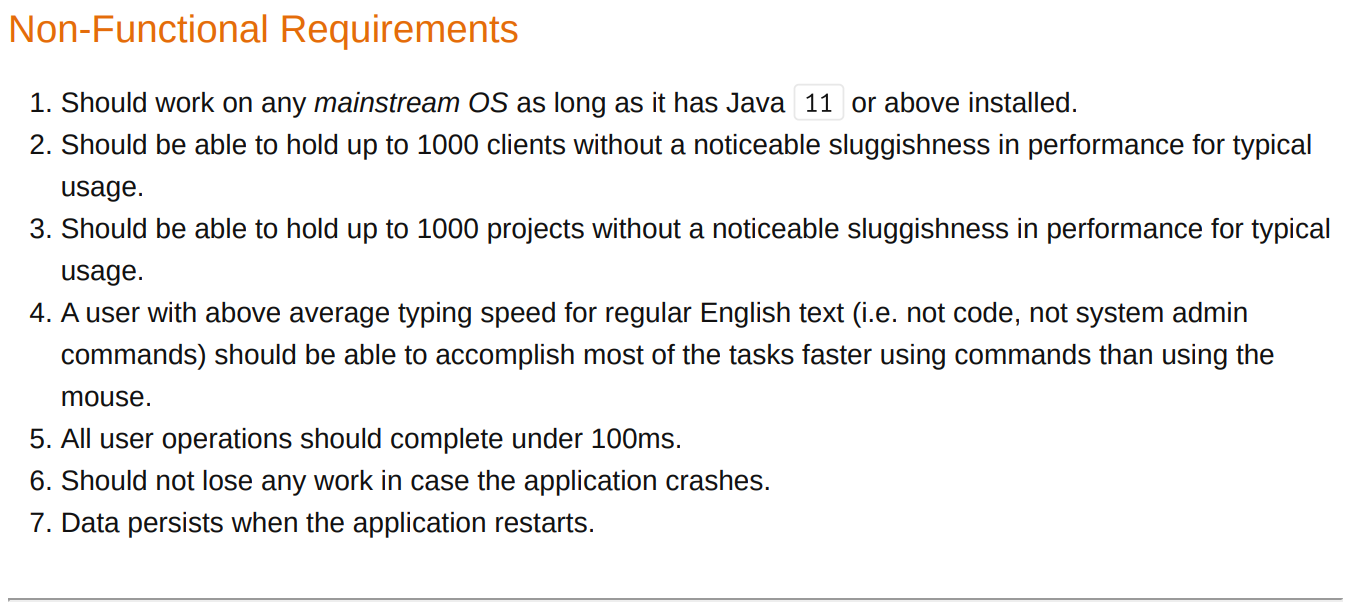 Non-Functional Requirements
1. Should work on any mainstream OS as long as it has Java 11 or above installed.
2. Should be able to hold up to 1000 clients without a noticeable sluggishness in performance for typical
usage.
3. Should be able to hold up to 1000 projects without a noticeable sluggishness in performance for typical
usage.
4. A user with above average typing speed for regular English text (i.e. not code, not system admin
commands) should be able to accomplish most of the tasks faster using commands than using the
mouse.
5. All user operations should complete under 100ms.
6. Should not lose any work in case the application crashes.
7. Data persists when the application restarts.